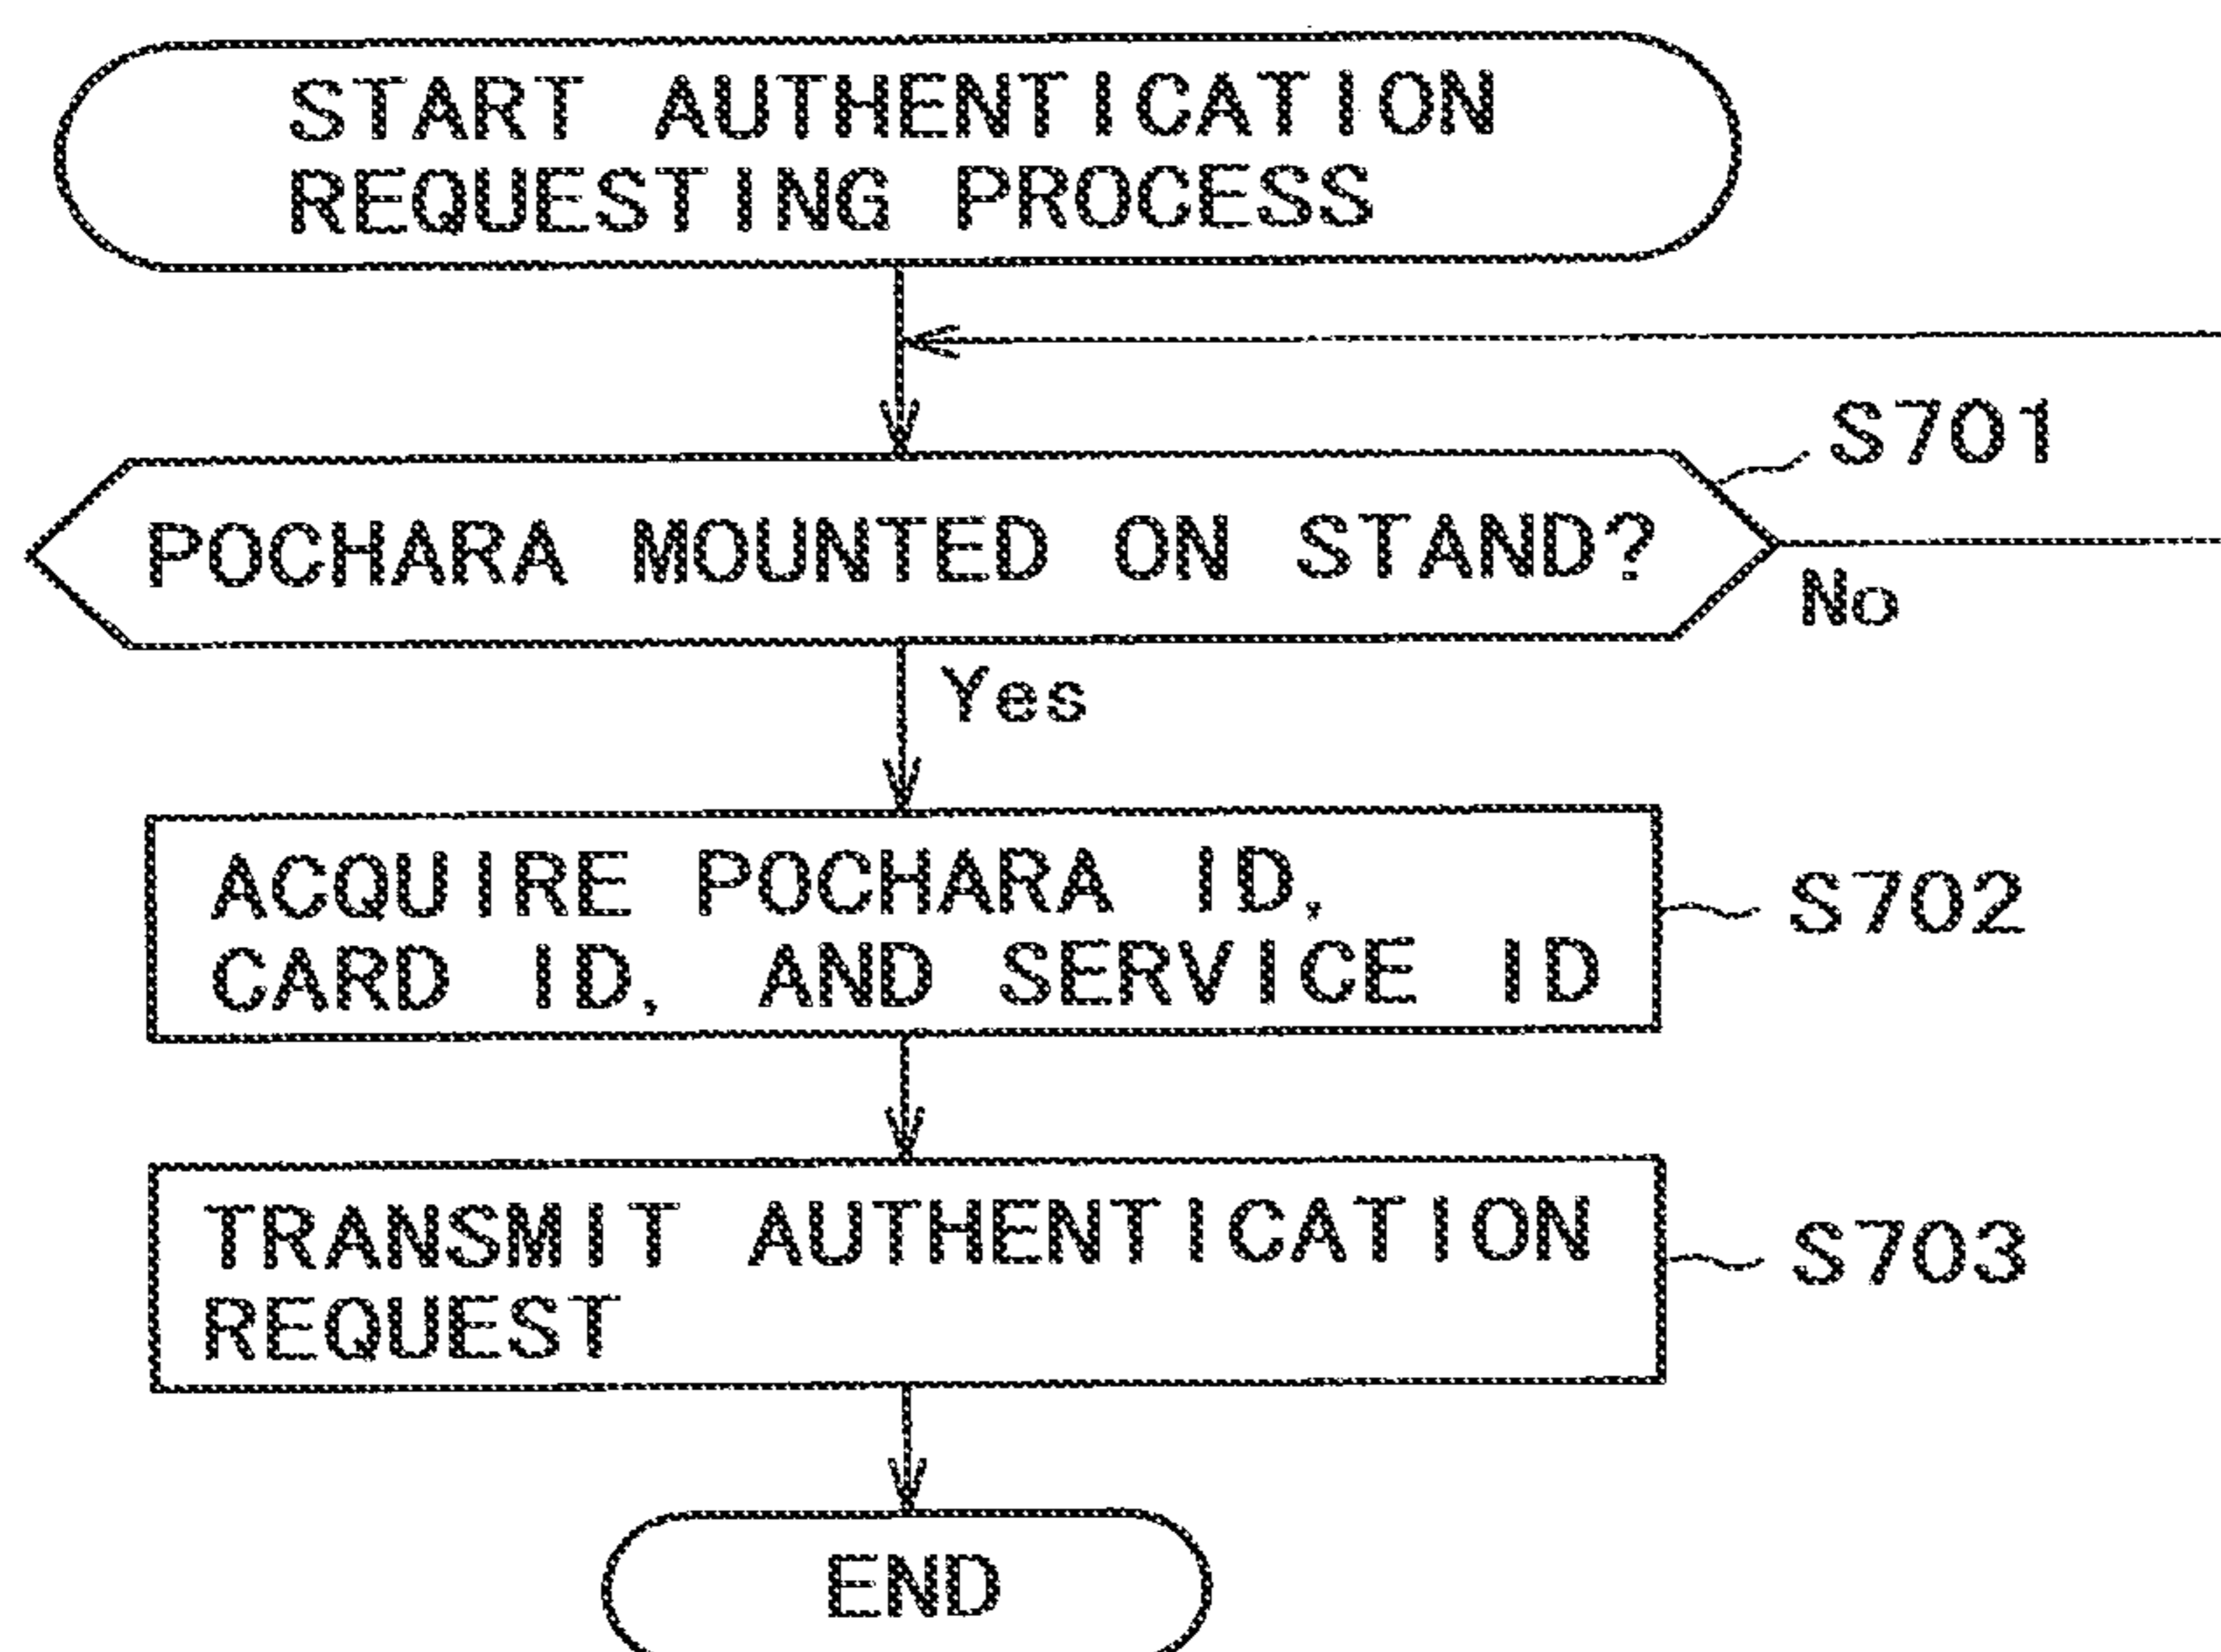 START AUTHENTICATION
REQUESTING PROCESS
S701
POCHARA MOUNTED ON STAND?
No
Yes
ACQUIRE POCHARA ID,
CARD ID, AND SERVICE ID
S702
TRANSMIT AUTHENTICATION
REQUEST
S703
END